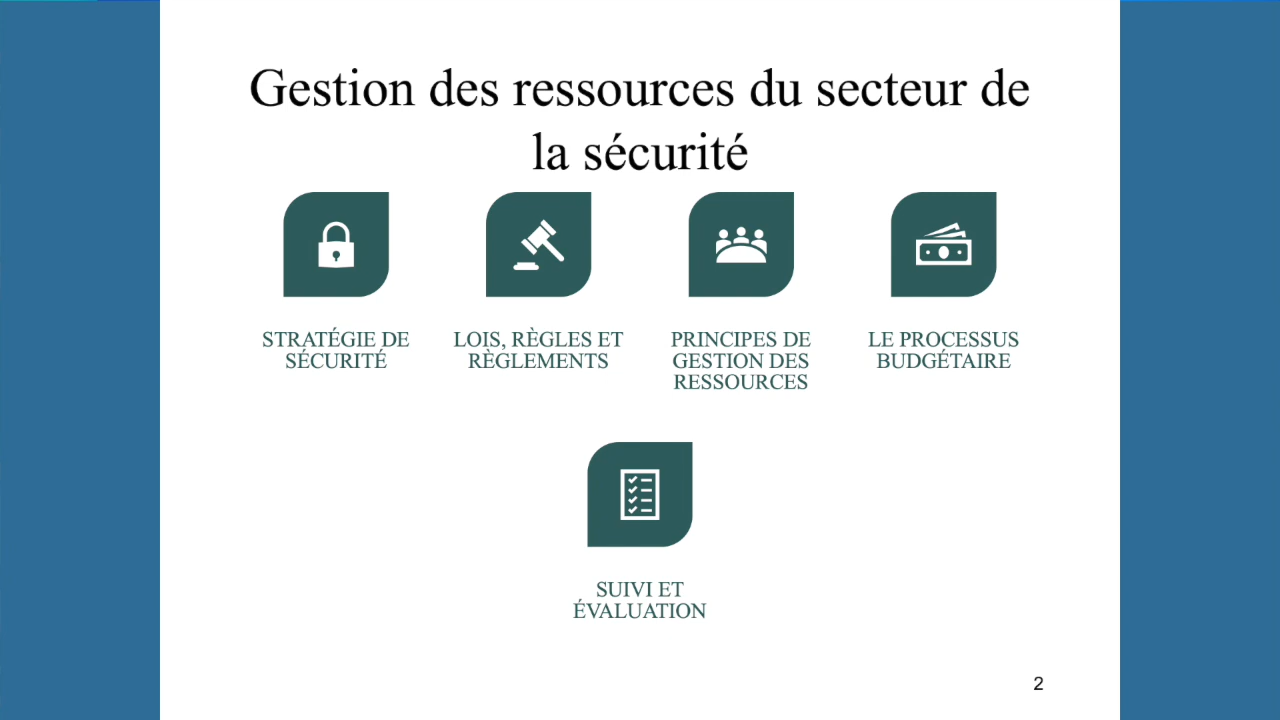 Gestion des ressources du secteur de
la sécurité
STRATÉGIE DE
SÉCURITÉ
LOIS, RÈGLES ET
RÈGLEMENTS
PRINCIPES DE
GESTION DES
RESSOURCES
LE PROCESSUS
BUDGÉTAIRE
SUIVI ET
ÉVALUATION
2